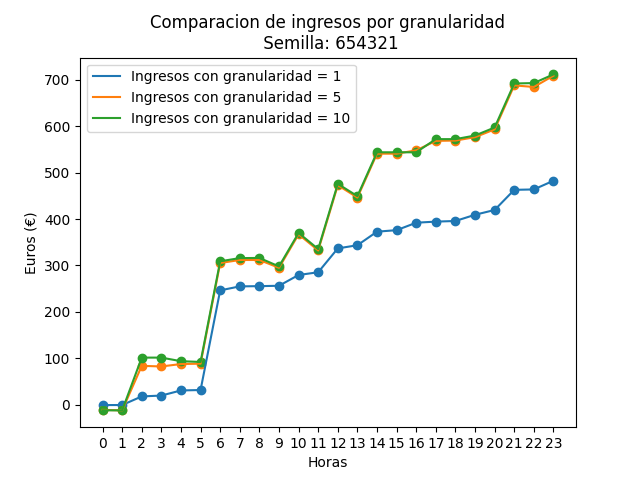 Comparacion de ingresos por granularidad
Semilla: 654321
Ingresos con granularidad = 1
Ingresos con granularidad = 5
Ingresos con granularidad = 10
Euros (€)
700
600
500
400
300
200
100
0
0 1 2 3 4 5 6 7 8 9 10 11 12 13 14 15 16 17 18 19 20 21 22 23
Horas